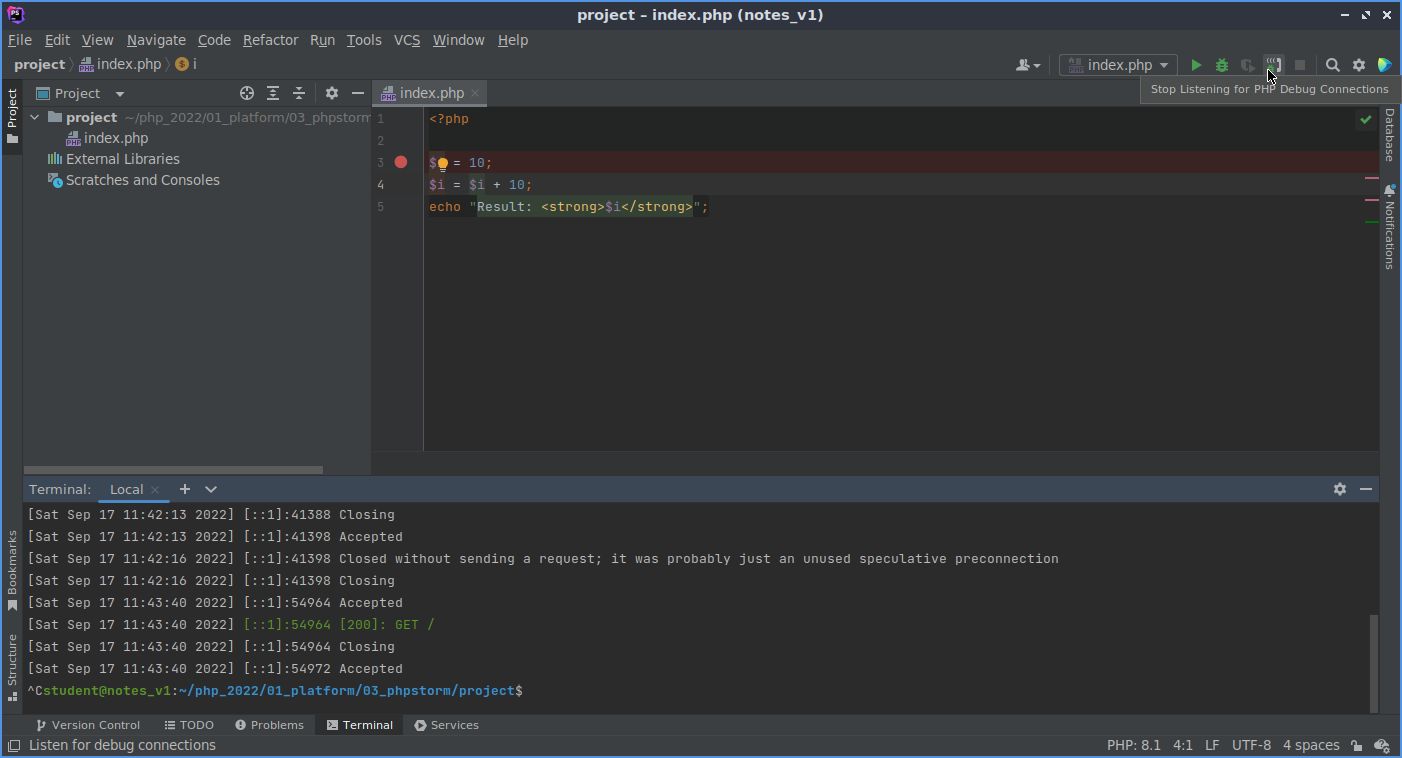 project – index.php (notes_v1)
File Edit View Navigate Code Refactor Run Tools VCS Window Help
project index.php i
index.php
Stop Listening for PHP Debug Connections
Project
Project
index.php
project ~/php_2022/01_platform/03_phpstorm
index.php
External Libraries
Scratches and Consoles
1 <?php
2
3 $ = 10;
4 $i = $i + 10;
5 echo "Result: <strong>$i</strong>";
Database
Notifications
Terminal: Local
[Sat Sep 17 11:42:13 2022] [::1]:41388 Closing
[Sat Sep 17 11:42:13 2022] [::1]:41398 Accepted
[Sat Sep 17 11:42:16 2022] [::1]:41398 Closed without sending a request; it was probably just an unused speculative preconnection
[Sat Sep 17 11:42:16 2022] [::1]:41398 Closing
[Sat Sep 17 11:43:40 2022] [::1]:54964 Accepted
[Sat Sep 17 11:43:40 2022] [::1]:54964 [200]: GET /
[Sat Sep 17 11:43:40 2022] [::1]:54964 Closing
[Sat Sep 17 11:43:40 2022] [::1]:54972 Accepted
^Cstudent@notes_v1:~/php_2022/01_platform/03_phpstorm/project$
Bookmarks
Structure
Version Control TODO Problems Terminal Services
Listen for debug connections
PHP: 8.1 4:1 LF UTF-8 4 spaces